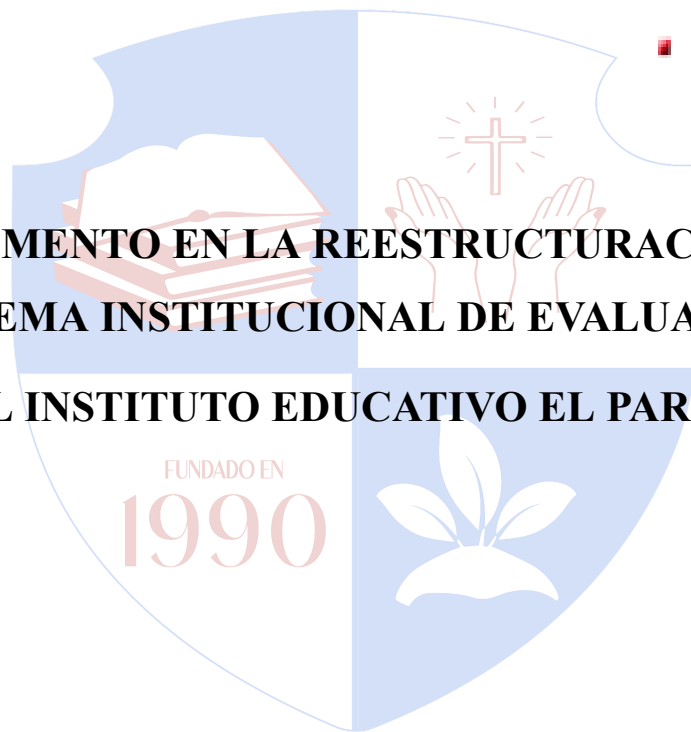 MENTO EN LA REESTRUCTURAC
EMA INSTITUCIONAL DE EVALUA
L INSTITUTO EDUCATIVO EL PAR
FUNDADO EN
1990